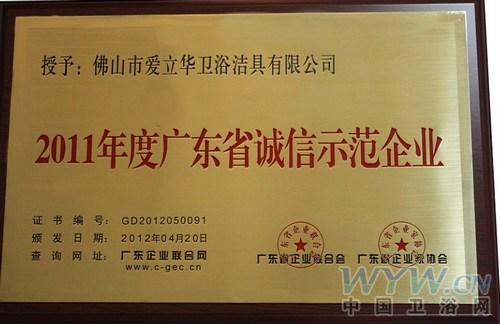 授予：佛山市爱立华卫浴洁具有限公司
2011年度广东省诚信示范企业
证书编号：GD2012050091
颁发日期：2012年04月20日
查询网址：广东企业联合网
www.c-gec.cn
广东省企业联合会 广东省企业家协会
WYW.CN
中国卫浴网